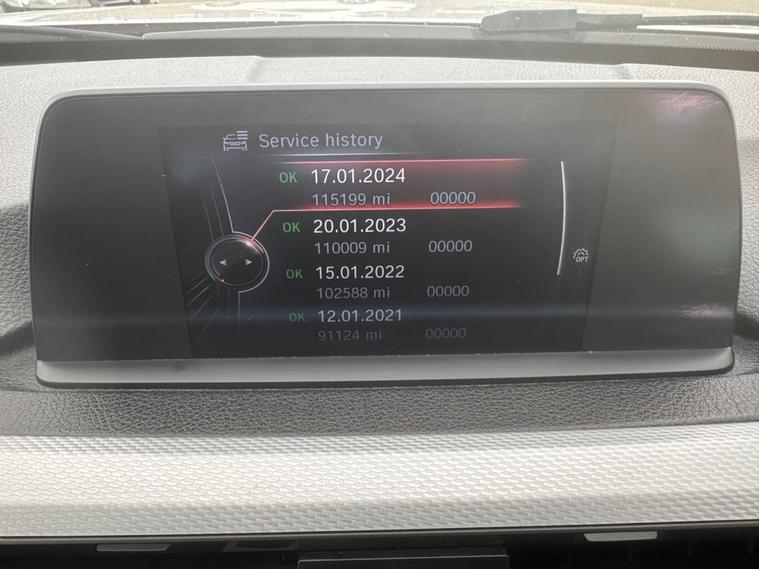 Service history
OK 17.01.2024
115199 mi 00000
OK 20.01.2023
110009 mi 00000
OK 15.01.2022
102588 mi 00000
OK 12.01.2021
91124 mi 00000
OPT